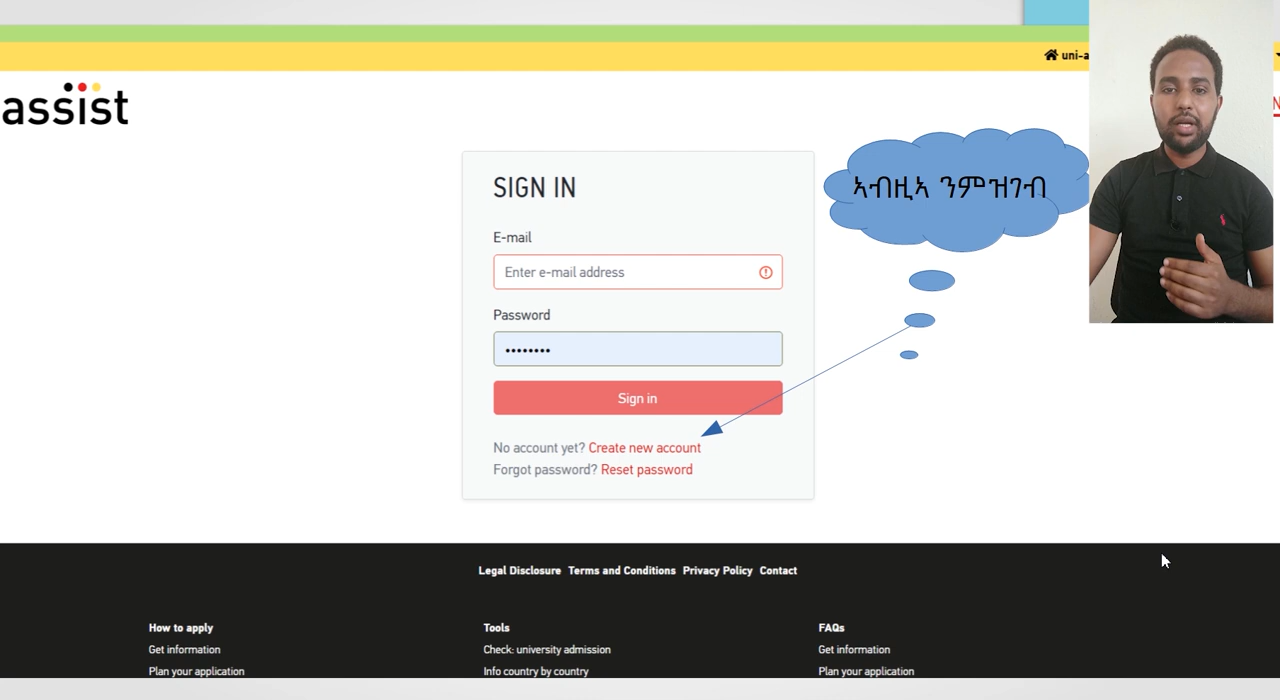 uni-a
assist
N
SIGN IN
ኣብዚኣ ንምዝገብ
E-mail
Enter e-mail address
Password
Sign in
No account yet? Create new account
Forgot password? Reset password
Legal Disclosure Terms and Conditions Privacy Policy Contact
How to apply Tools FAQs
Get information Check: university admission Get information
Plan your application Info country by country Plan your application